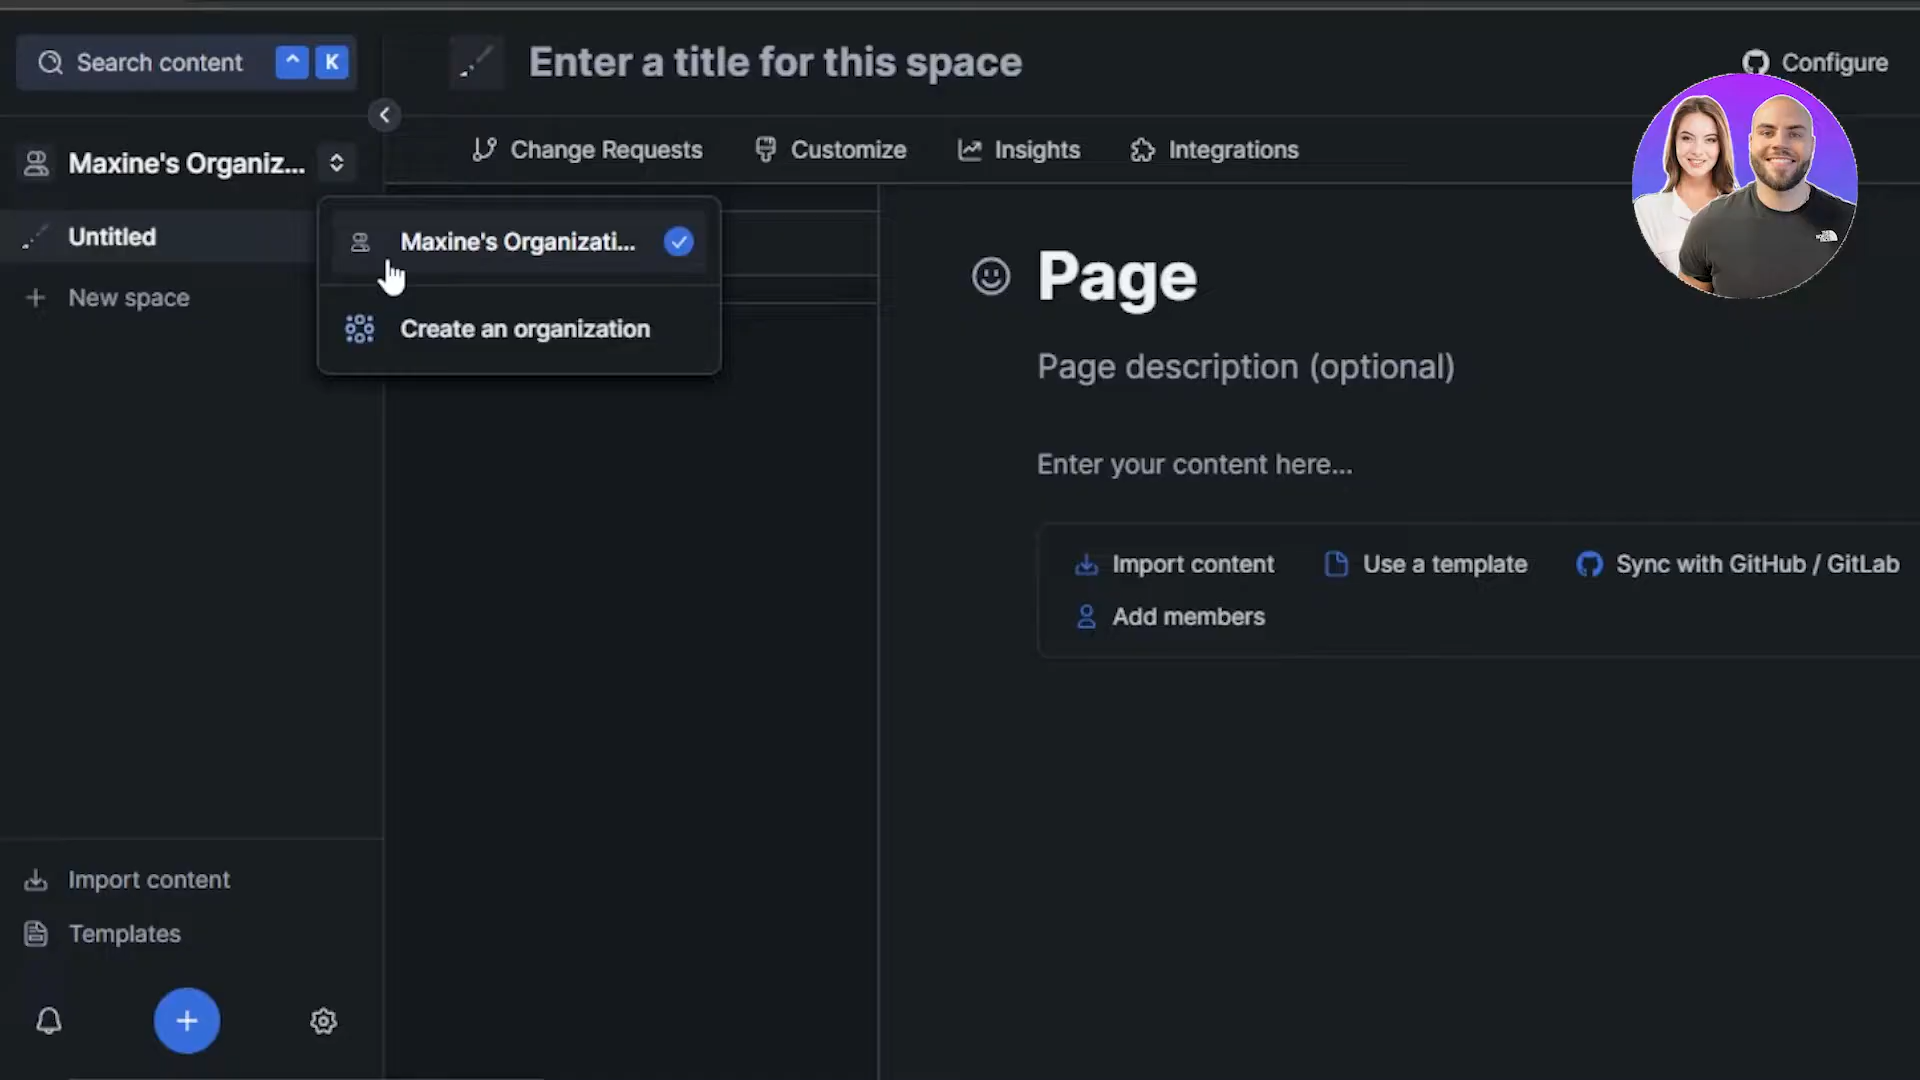 Search content ^ K
Enter a title for this space
Configure
Maxine's Organiz...
Change Requests Customize Insights Integrations
Untitled
New space
Maxine's Organizati...
Create an organization
Page
Page description (optional)
Enter your content here...
Import content Use a template Sync with GitHub / GitLab
Add members
Import content
Templates